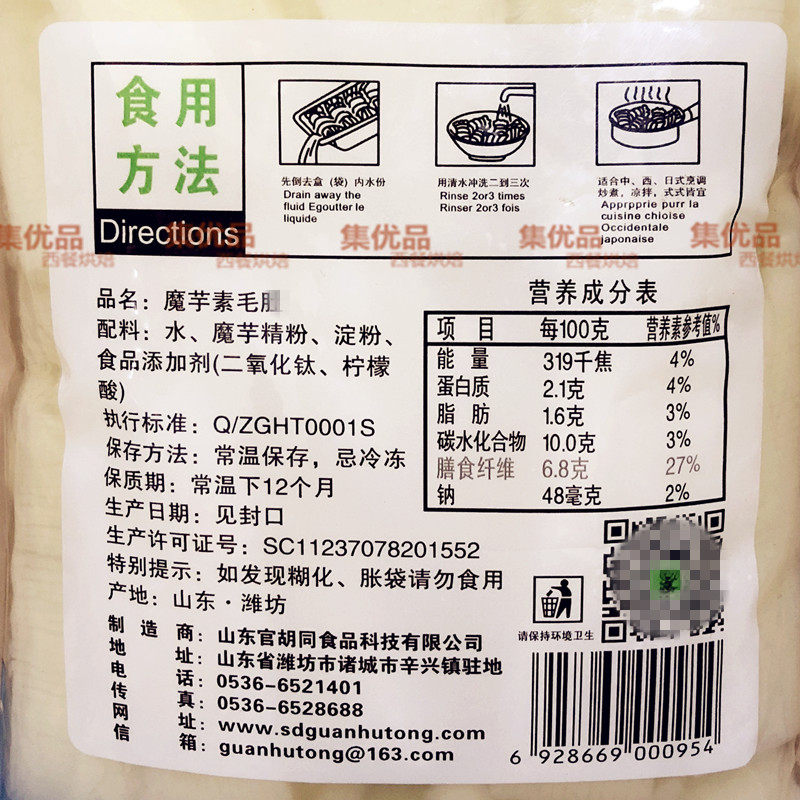 食用
方法
Directions
先倒去盒（袋）内水份
Drain away the
fluid Egoutter le
liquide
用清水冲洗二到三次
Rinse 2or3 times
Rinser 2or3 fois
适合中、西、日式烹调
炒煮，凉拌，式式皆宜
Apprpprie purr la
cuisine chioise
Occidentale
japonaise
集优品 集优品 集优品 集优品 集优品
西餐烘焙 西餐烘焙 西餐烘焙 西餐烘焙
品名：魔芋素毛肚
配料：水、魔芋精粉、淀粉、
食品添加剂(二氧化钛、柠檬
酸)
执行标准：Q/ZGHT0001S
保存方法：常温保存，忌冷冻
保质期：常温下12个月
生产日期：见封口
生产许可证号：SC11237078201552
特别提示：如发现糊化、胀袋请勿食用
产地：山东·潍坊
制造商：山东官胡同食品科技有限公司
地址：山东省潍坊市诸城市辛兴镇驻地
电话：0536-6521401
传真：0536-6528688
网址：www.sdguanhutong.com
信箱：guanhutong@163.com
营养成分表
项目 每100克 营养素参考值%
能量 319千焦 4%
蛋白质 2.1克 4%
脂肪 1.6克 3%
碳水化合物 10.0克 3%
膳食纤维 6.8克 27%
钠 48毫克 2%
请保持环境卫生
6 928669 000954